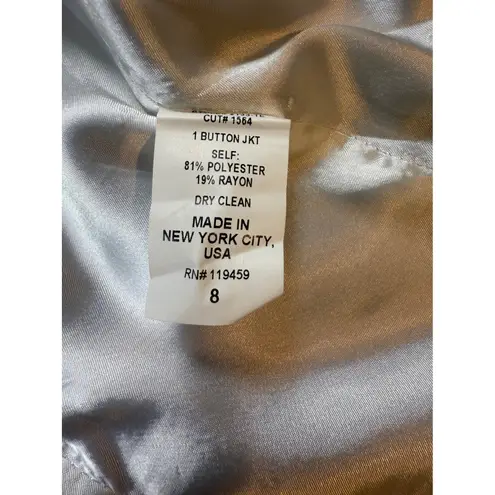 CUT# 1564
1 BUTTON JKT
SELF:
81% POLYESTER
19% RAYON
DRY CLEAN
MADE IN
NEW YORK CITY,
USA
RN# 119459
8